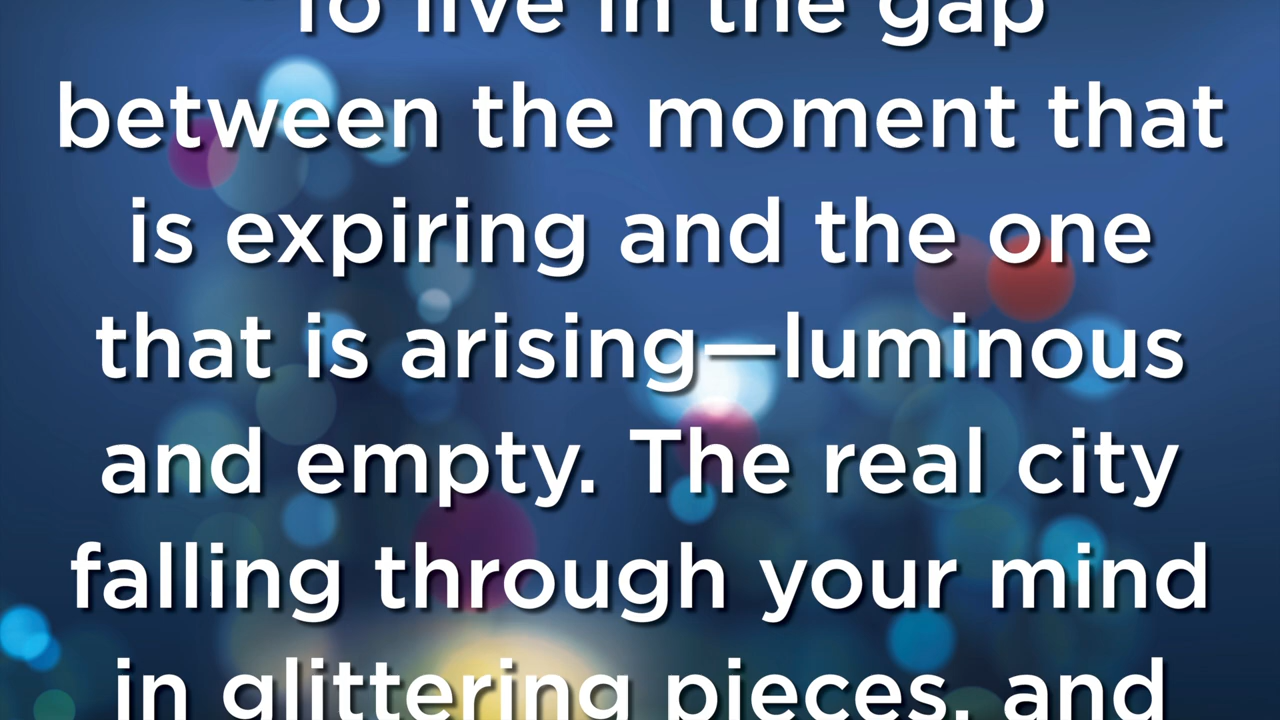 "To live in the gap
between the moment that
is expiring and the one
that is arising—luminous
and empty. The real city
falling through your mind
in glittering pieces, and